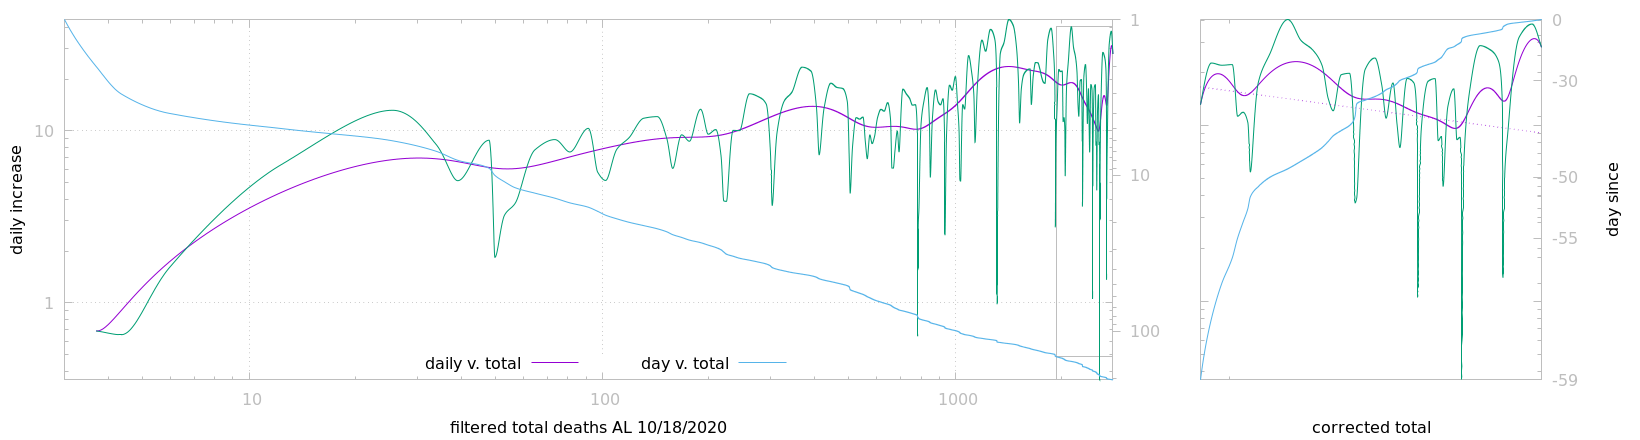 daily increase
10
1
daily v. total
day v. total
10
100
1000
filtered total deaths AL 10/18/2020
1
10
100
0
-30
-50
-55
-59
day since
corrected total